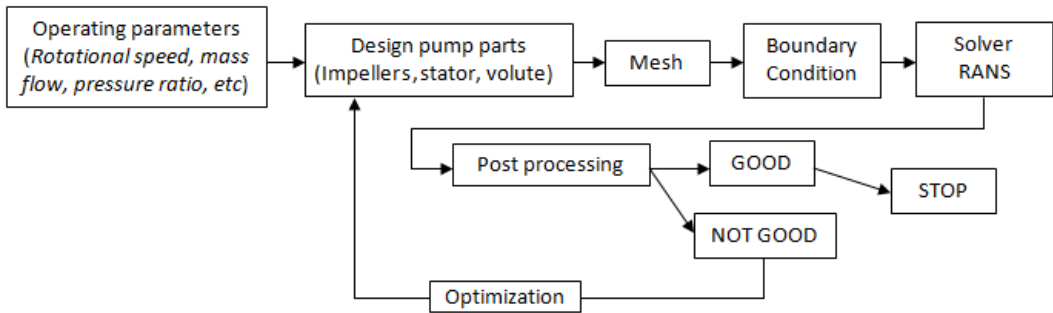 Operating parameters
(Rotational speed, mass
flow, pressure ratio, etc)
Design pump parts
(Impellers, stator, volute)
Mesh
Boundary
Condition
Solver
RANS
Post processing
GOOD
STOP
NOT GOOD
Optimization